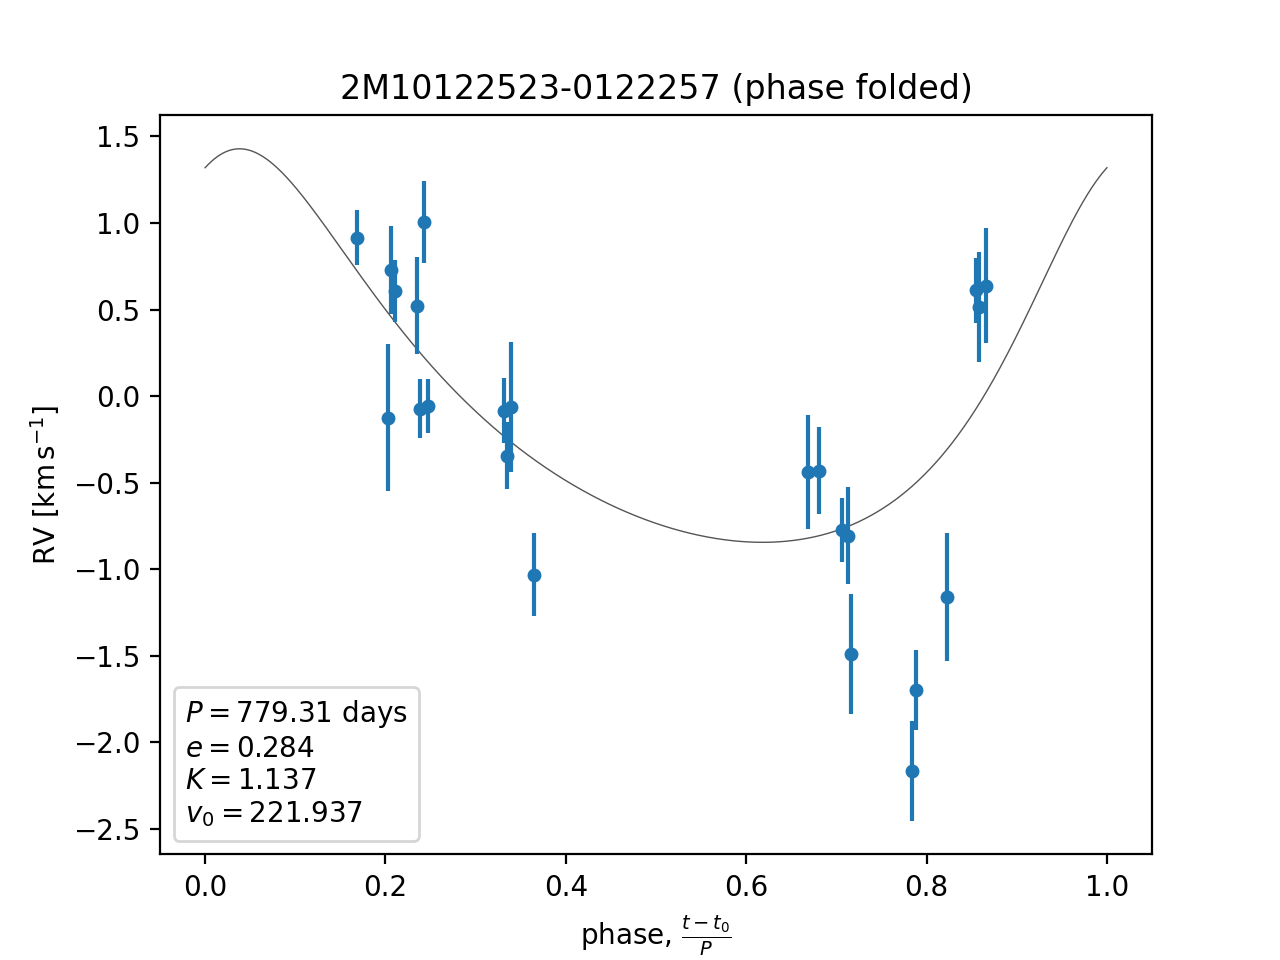 2M10122523-0122257 (phase folded)
RV [km s⁻¹]
1.5
1.0
0.5
0.0
−0.5
−1.0
−1.5
−2.0
−2.5
P = 779.31 days
e = 0.284
K = 1.137
v₀ = 221.937
0.0 0.2 0.4 0.6 0.8 1.0
phase, (t − t₀)/P